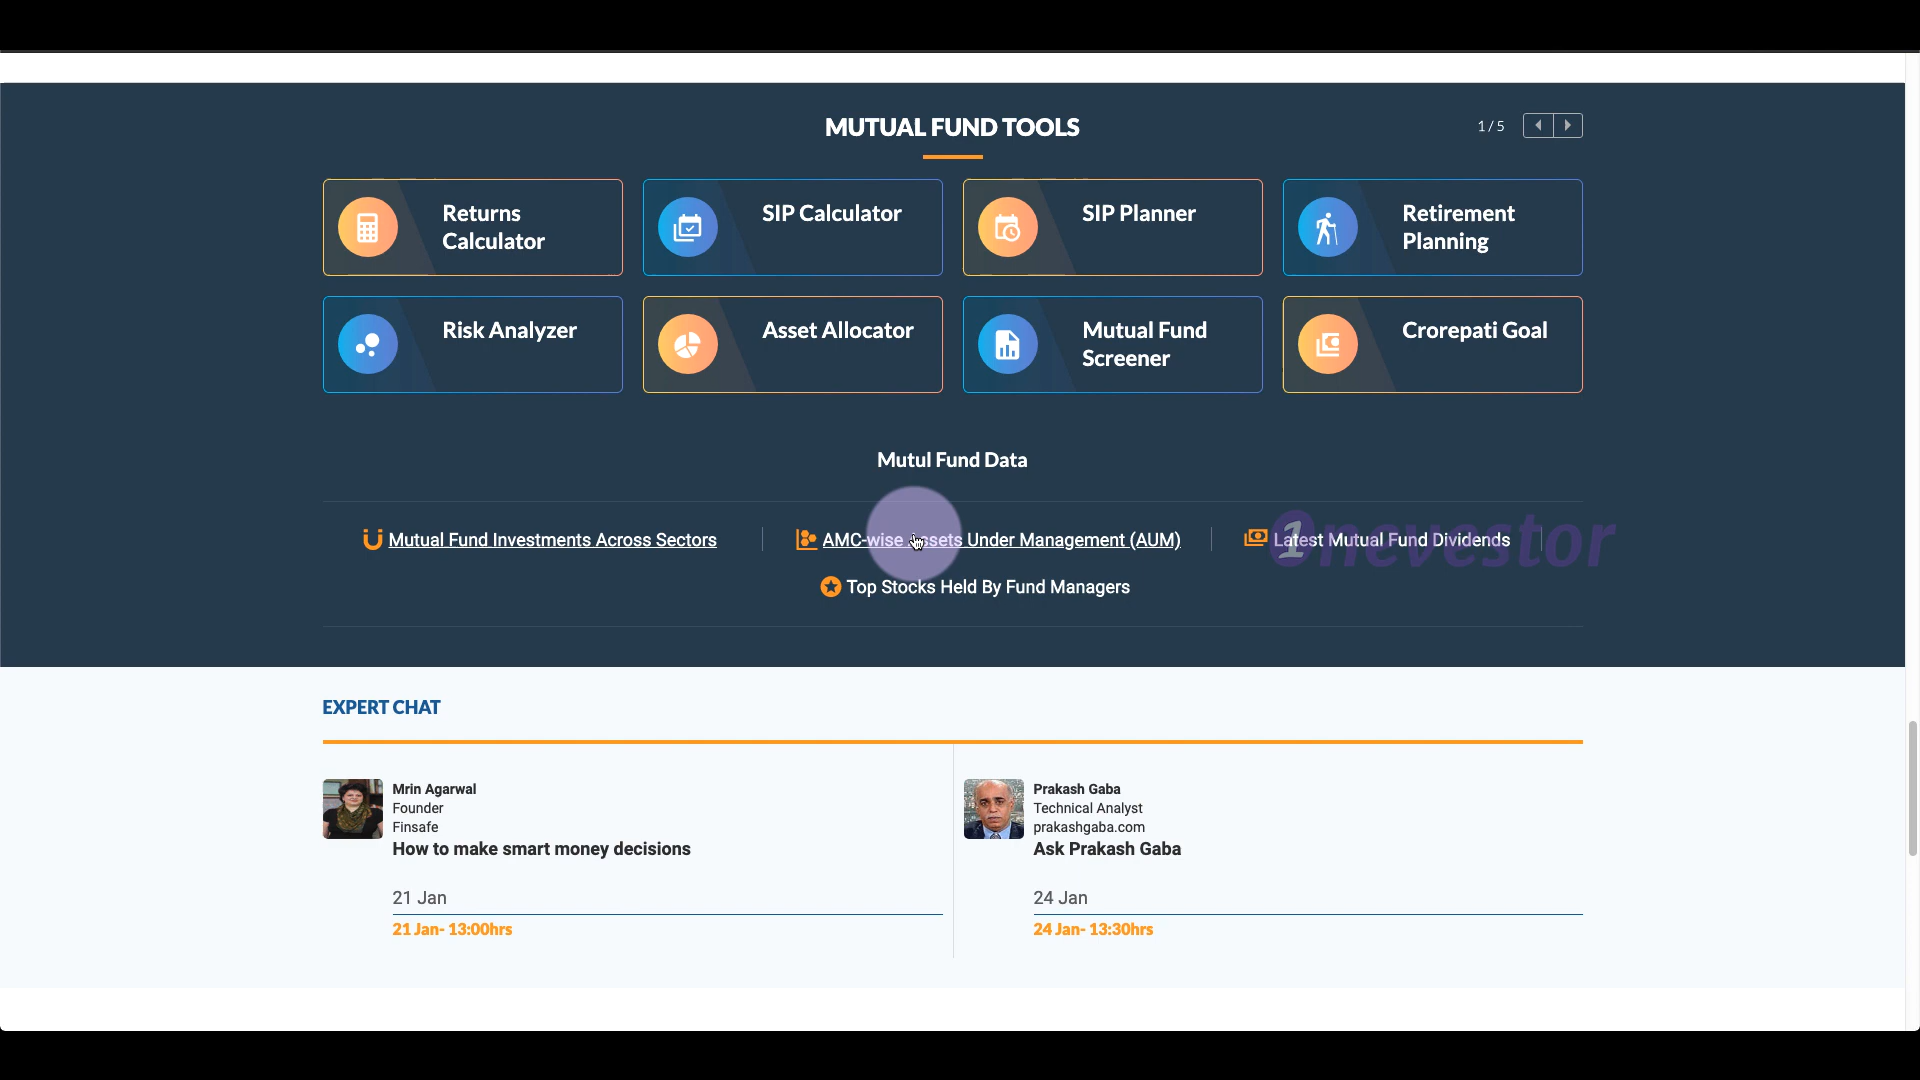 MUTUAL FUND TOOLS
1/5
Returns
Calculator
SIP Calculator
SIP Planner
Retirement
Planning
Risk Analyzer
Asset Allocator
Mutual Fund
Screener
Crorepati Goal
Mutul Fund Data
Mutual Fund Investments Across Sectors
AMC-wise Assets Under Management (AUM)
Latest Mutual Fund Dividends
1nevestor
Top Stocks Held By Fund Managers
EXPERT CHAT
Mrin Agarwal
Founder
Finsafe
How to make smart money decisions
21 Jan
21 Jan- 13:00hrs
Prakash Gaba
Technical Analyst
prakashgaba.com
Ask Prakash Gaba
24 Jan
24 Jan- 13:30hrs